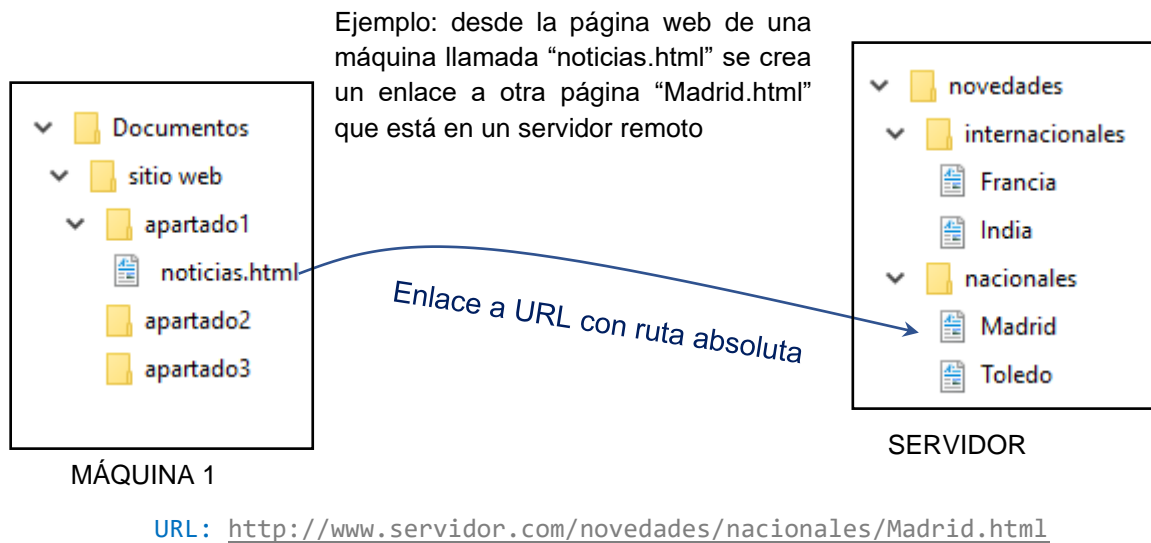 Ejemplo: desde la página web de una
máquina llamada “noticias.html” se crea
un enlace a otra página “Madrid.html”
que está en un servidor remoto
Documentos
sitio web
apartado1
noticias.html
apartado2
apartado3
MÁQUINA 1
Enlace a URL con ruta absoluta
novedades
internacionales
Francia
India
nacionales
Madrid
Toledo
SERVIDOR
URL: http://www.servidor.com/novedades/nacionales/Madrid.html